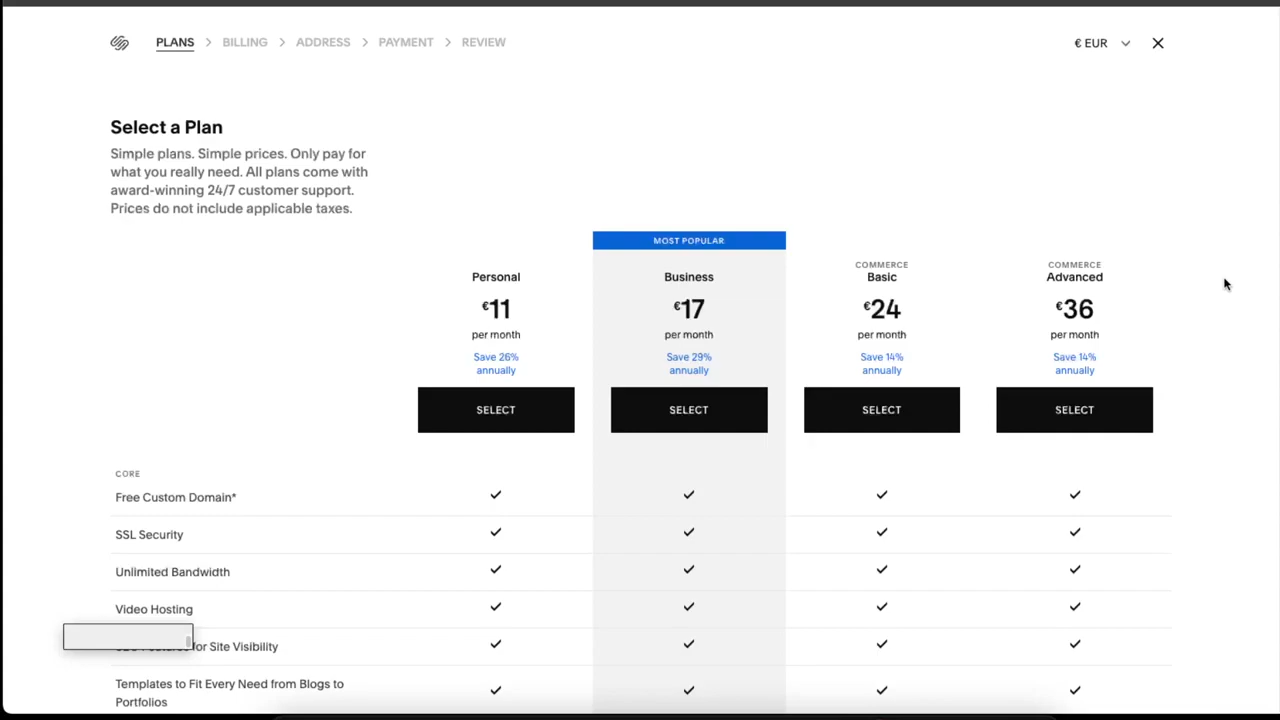 PLANS > BILLING > ADDRESS > PAYMENT > REVIEW
€ EUR
Select a Plan
Simple plans. Simple prices. Only pay for
what you really need. All plans come with
award-winning 24/7 customer support.
Prices do not include applicable taxes.
MOST POPULAR
COMMERCE COMMERCE
Personal Business Basic Advanced
€11 €17 €24 €36
per month per month per month per month
Save 26% Save 29% Save 14% Save 14%
annually annually annually annually
SELECT SELECT SELECT SELECT
CORE
Free Custom Domain*
SSL Security
Unlimited Bandwidth
Video Hosting
for Site Visibility
Templates to Fit Every Need from Blogs to
Portfolios